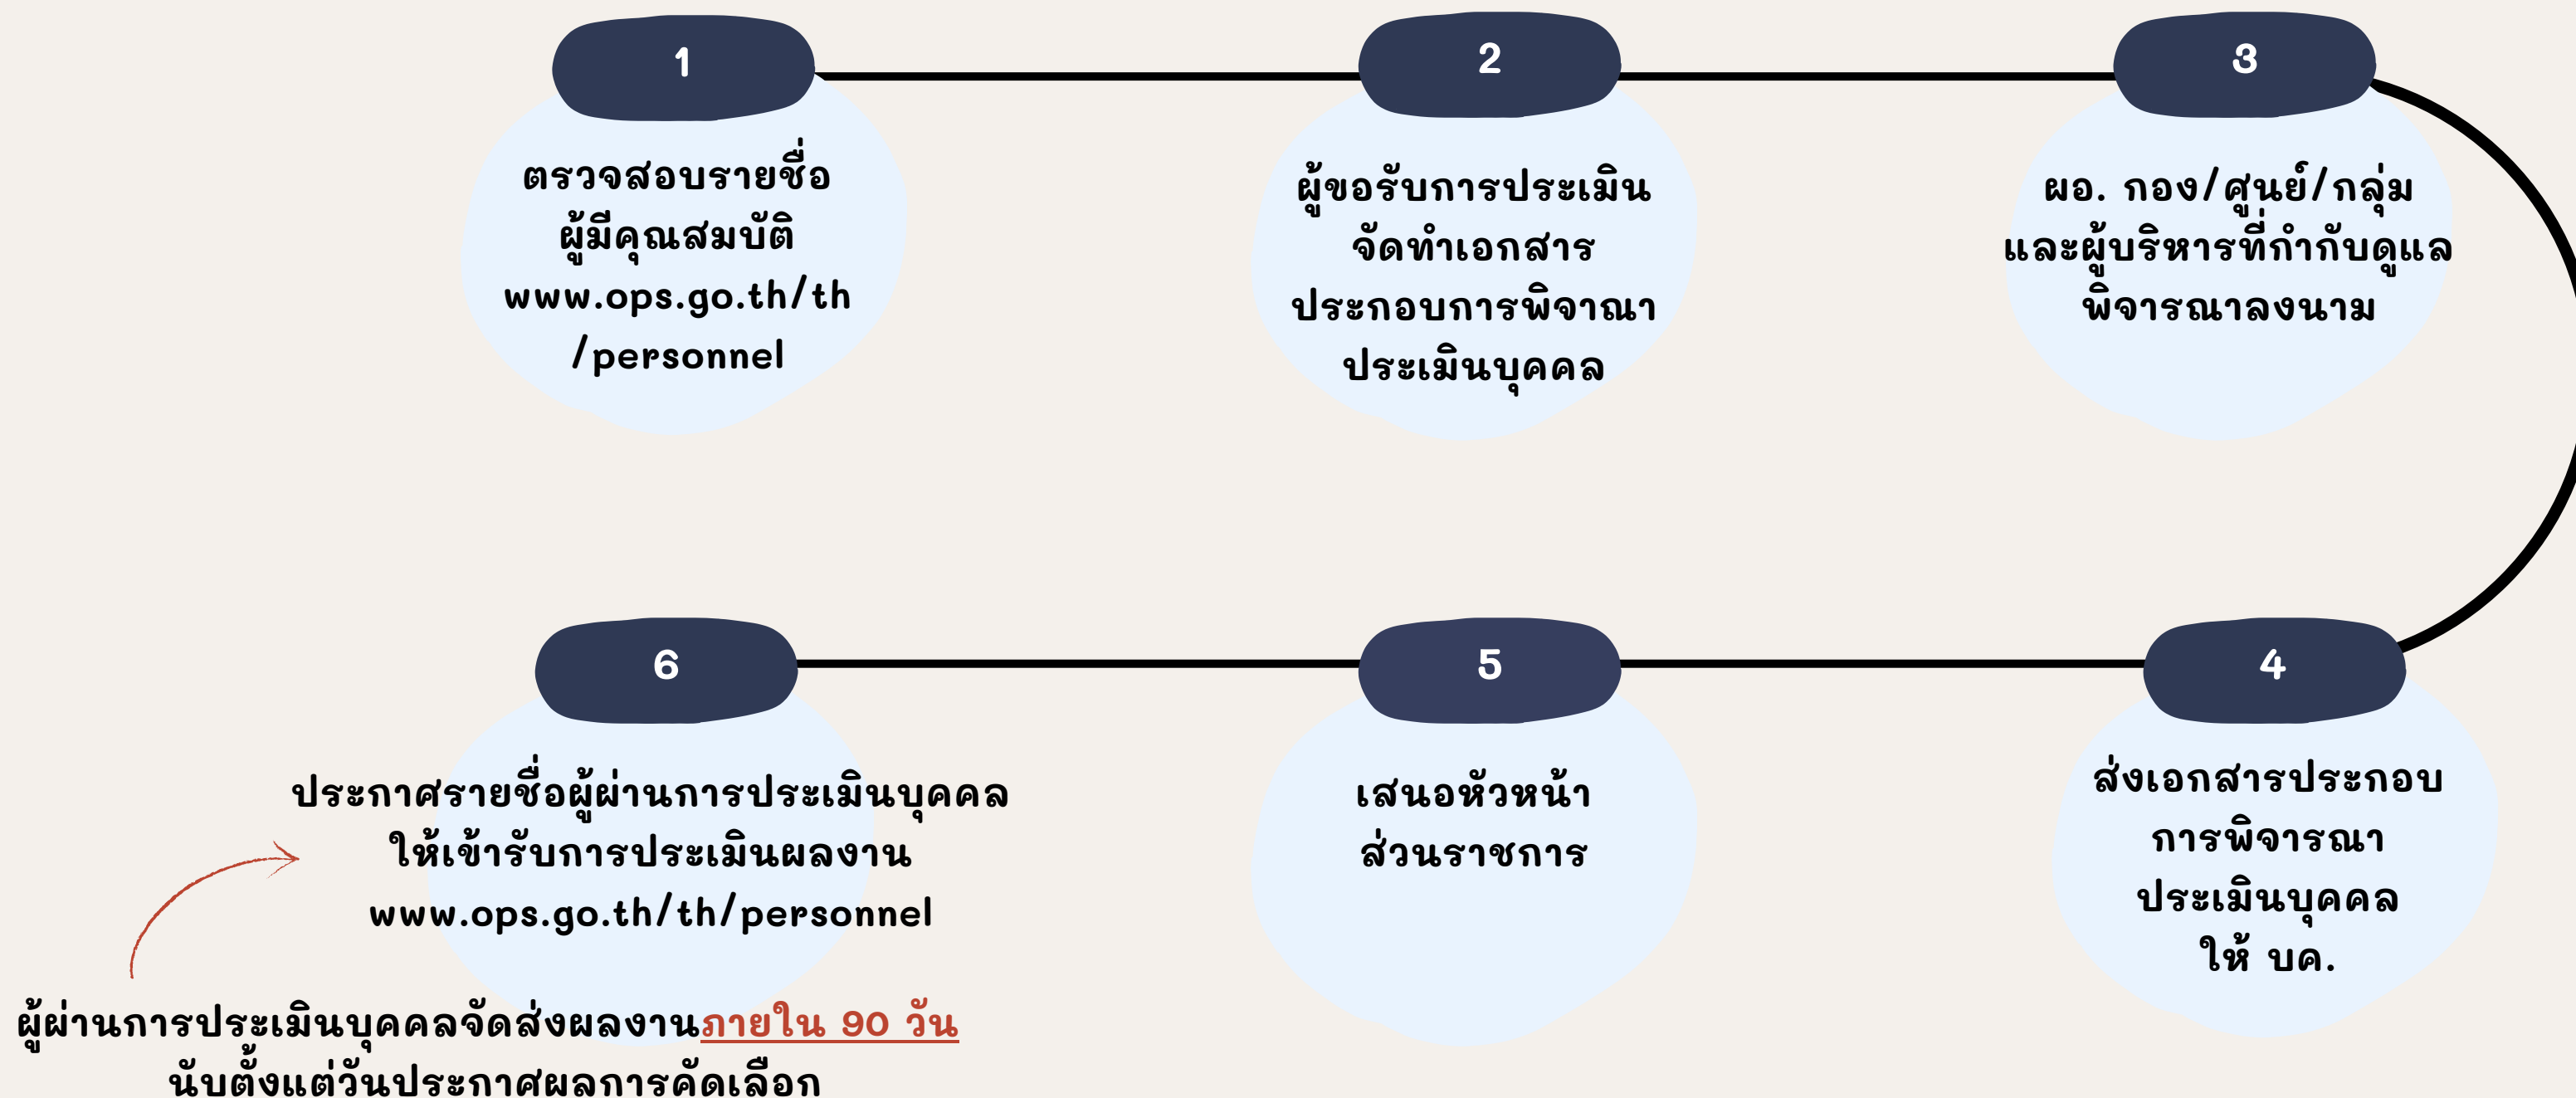 1
ตรวจสอบรายชื่อ
ผู้มีคุณสมบัติ
www.ops.go.th/th
/personnel
2
ผู้ขอรับการประเมิน
จัดทำเอกสาร
ประกอบการพิจาณา
ประเมินบุคคล
3
ผอ. กอง/ศูนย์/กลุ่ม
และผู้บริหารที่กำกับดูแล
พิจารณาลงนาม
4
ส่งเอกสารประกอบ
การพิจารณา
ประเมินบุคคล
ให้ บค.
5
เสนอหัวหน้า
ส่วนราชการ
6
ประกาศรายชื่อผู้ผ่านการประเมินบุคคล
ให้เข้ารับการประเมินผลงาน
www.ops.go.th/th/personnel
ผู้ผ่านการประเมินบุคคลจัดส่งผลงานภายใน 90 วัน
นับตั้งแต่วันประกาศผลการคัดเลือก